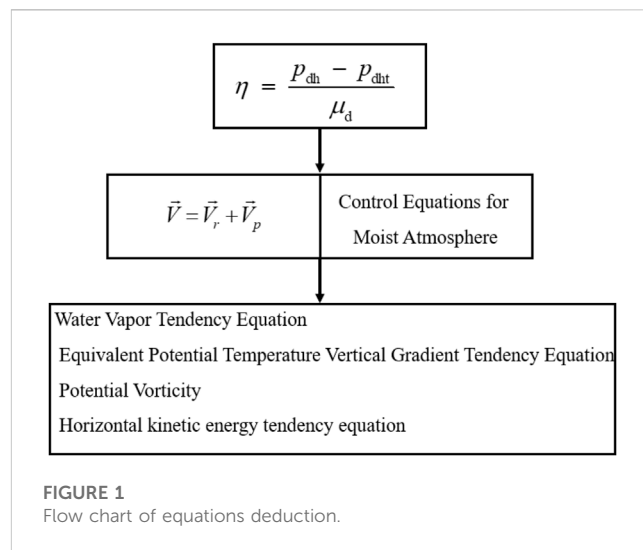 η = (p_dh − p_dht) / μ_d
V⃗ = V⃗_r + V⃗_p
Control Equations for
Moist Atmosphere
Water Vapor Tendency Equation
Equivalent Potential Temperature Vertical Gradient Tendency Equation
Potential Vorticity
Horizontal kinetic energy tendency equation
FIGURE 1
Flow chart of equations deduction.